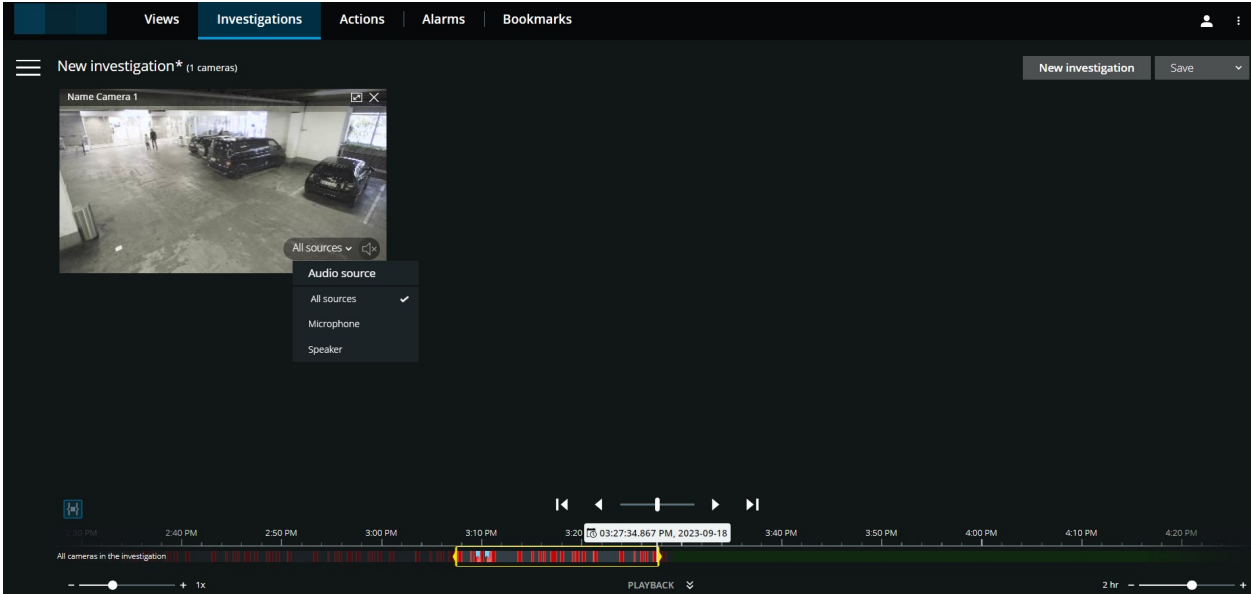 Views Investigations Actions Alarms Bookmarks
New investigation* (1 cameras)
New investigation Save
Name Camera 1
All sources
Audio source
All sources
Microphone
Speaker
2:30 PM 2:40 PM 2:50 PM 3:00 PM 3:10 PM 3:20 03:27:34.867 PM, 2023-09-18 3:40 PM 3:50 PM 4:00 PM 4:10 PM 4:20 PM
All cameras in the investigation
- + 1x PLAYBACK 2 hr - +